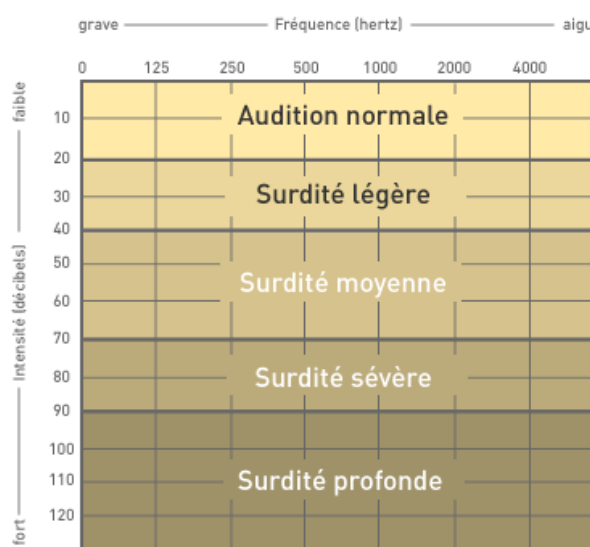 grave Fréquence (hertz) aigu
0 125 250 500 1000 2000 4000
faible
Intensité (décibels)
fort
10
Audition normale
20
30
Surdité légère
40
50
Surdité moyenne
60
70
80
Surdité sévère
90
100
110
Surdité profonde
120